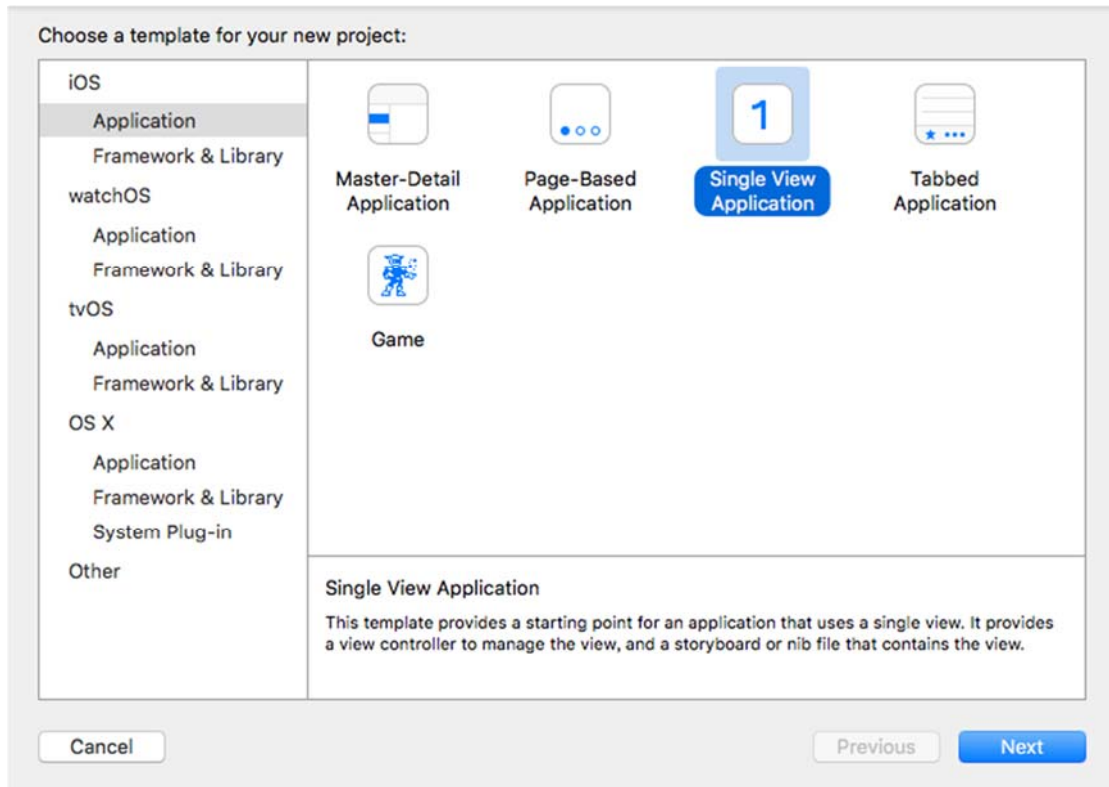 Choose a template for your new project:
iOS
Application
Framework & Library
watchOS
Application
Framework & Library
tvOS
Application
Framework & Library
OS X
Application
Framework & Library
System Plug-in
Other
Master-Detail
Application
Page-Based
Application
1
Single View
Application
Tabbed
Application
Game
Single View Application
This template provides a starting point for an application that uses a single view. It provides
a view controller to manage the view, and a storyboard or nib file that contains the view.
Cancel
Previous
Next